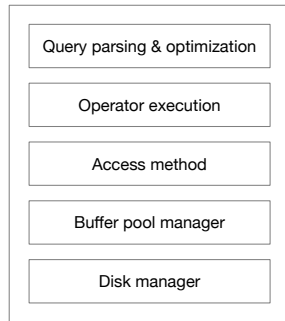 Query parsing & optimization
Operator execution
Access method
Buffer pool manager
Disk manager